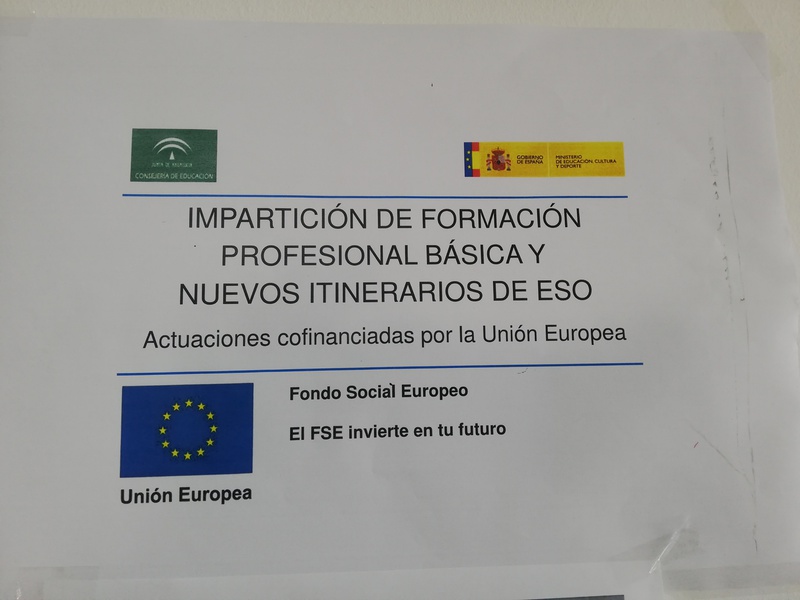 JUNTA DE ANDALUCIA
CONSEJERÍA DE EDUCACIÓN
GOBIERNO DE ESPAÑA
MINISTERIO DE EDUCACIÓN, CULTURA Y DEPORTE
IMPARTICIÓN DE FORMACIÓN
PROFESIONAL BÁSICA Y
NUEVOS ITINERARIOS DE ESO
Actuaciones cofinanciadas por la Unión Europea
Fondo Social Europeo
El FSE invierte en tu futuro
Unión Europea